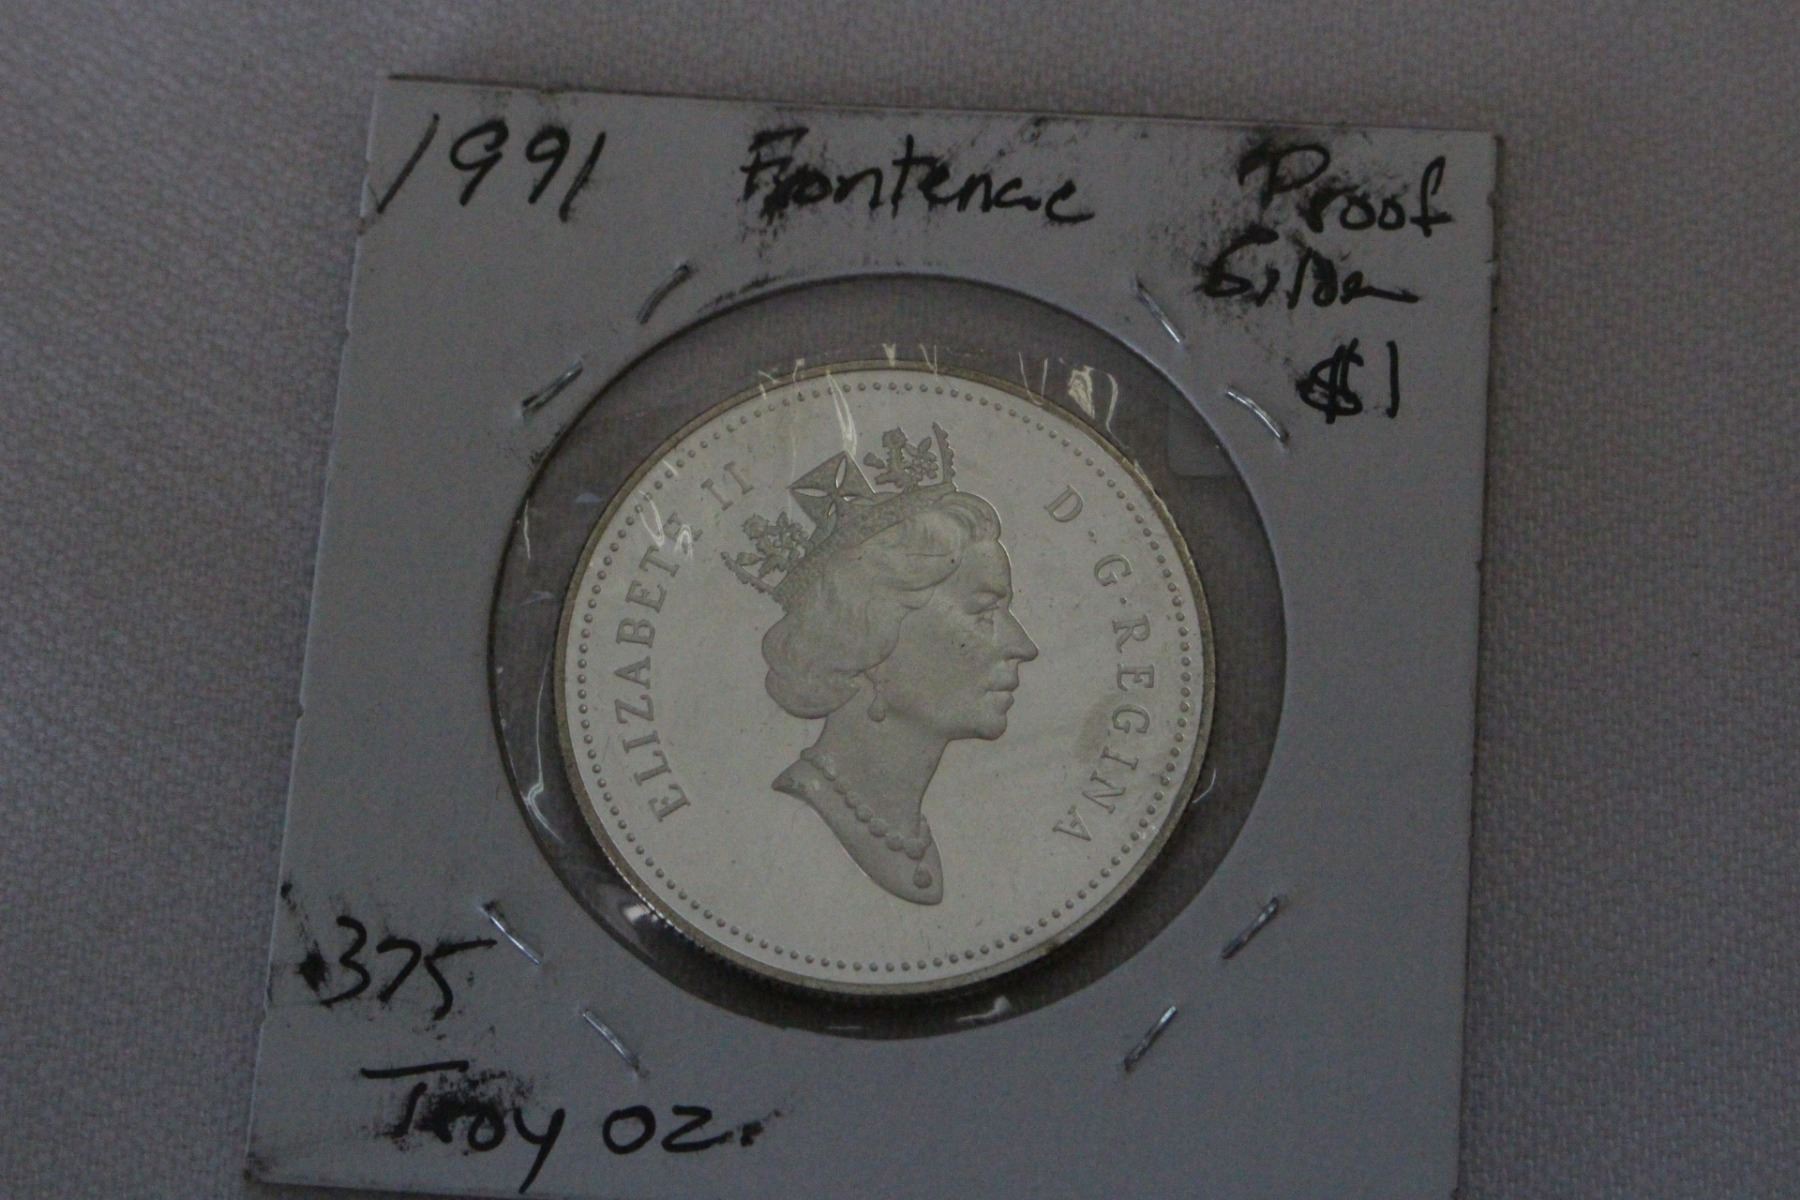 1991 Frontenac Proof
Silver
$1
ELIZABETH II D·G·REGINA
.375
Troy oz.